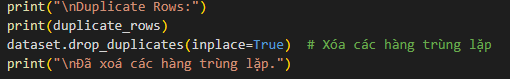 print("\nDuplicate Rows:")
print(duplicate_rows)
dataset.drop_duplicates(inplace=True)  # Xóa các hàng trùng lặp
print("\nĐã xoá các hàng trùng lặp.")